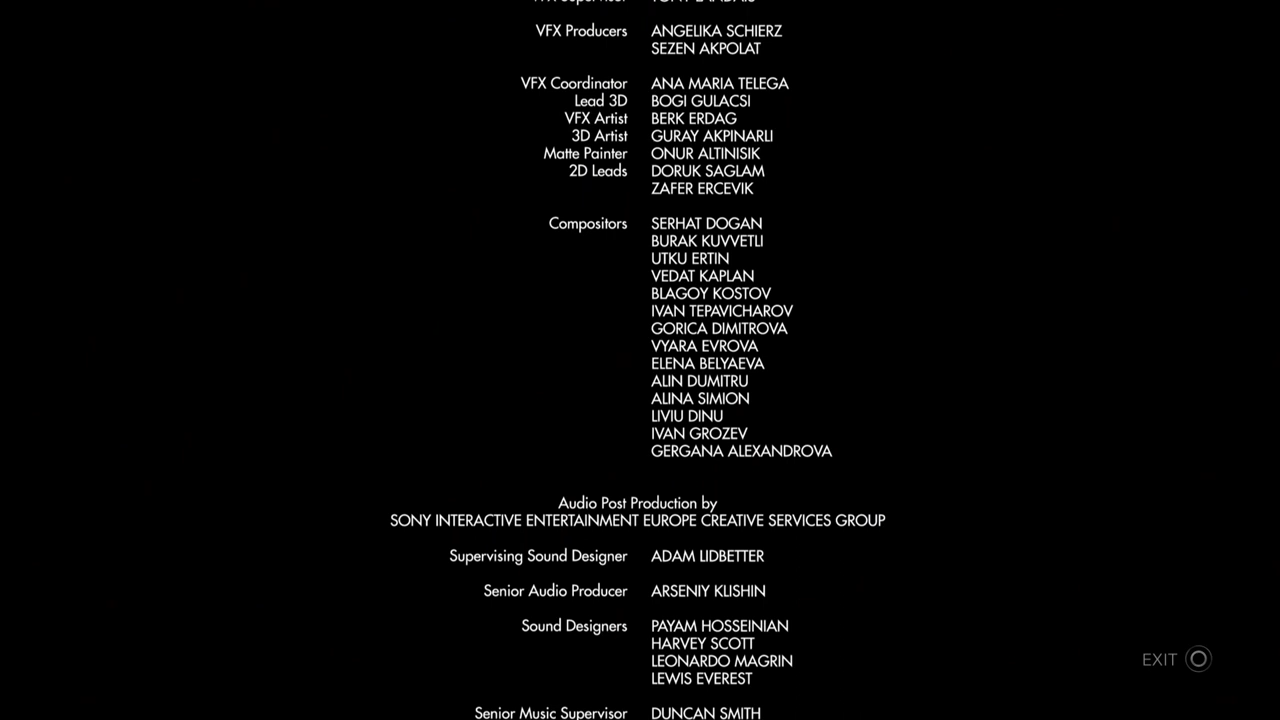 VFX Producers ANGELIKA SCHIERZ
SEZEN AKPOLAT
VFX Coordinator ANA MARIA TELEGA
Lead 3D BOGI GULACSI
VFX Artist BERK ERDAG
3D Artist GURAY AKPINARLI
Matte Painter ONUR ALTINISIK
2D Leads DORUK SAGLAM
ZAFER ERCEVIK
Compositors SERHAT DOGAN
BURAK KUVVETLI
UTKU ERTIN
VEDAT KAPLAN
BLAGOY KOSTOV
IVAN TEPAVICHAROV
GORICA DIMITROVA
VYARA EVROVA
ELENA BELYAEVA
ALIN DUMITRU
ALINA SIMION
LIVIU DINU
IVAN GROZEV
GERGANA ALEXANDROVA
Audio Post Production by
SONY INTERACTIVE ENTERTAINMENT EUROPE CREATIVE SERVICES GROUP
Supervising Sound Designer ADAM LIDBETTER
Senior Audio Producer ARSENIY KLISHIN
Sound Designers PAYAM HOSSEINIAN
HARVEY SCOTT
LEONARDO MAGRIN
LEWIS EVEREST
Senior Music Supervisor DUNCAN SMITH
EXIT